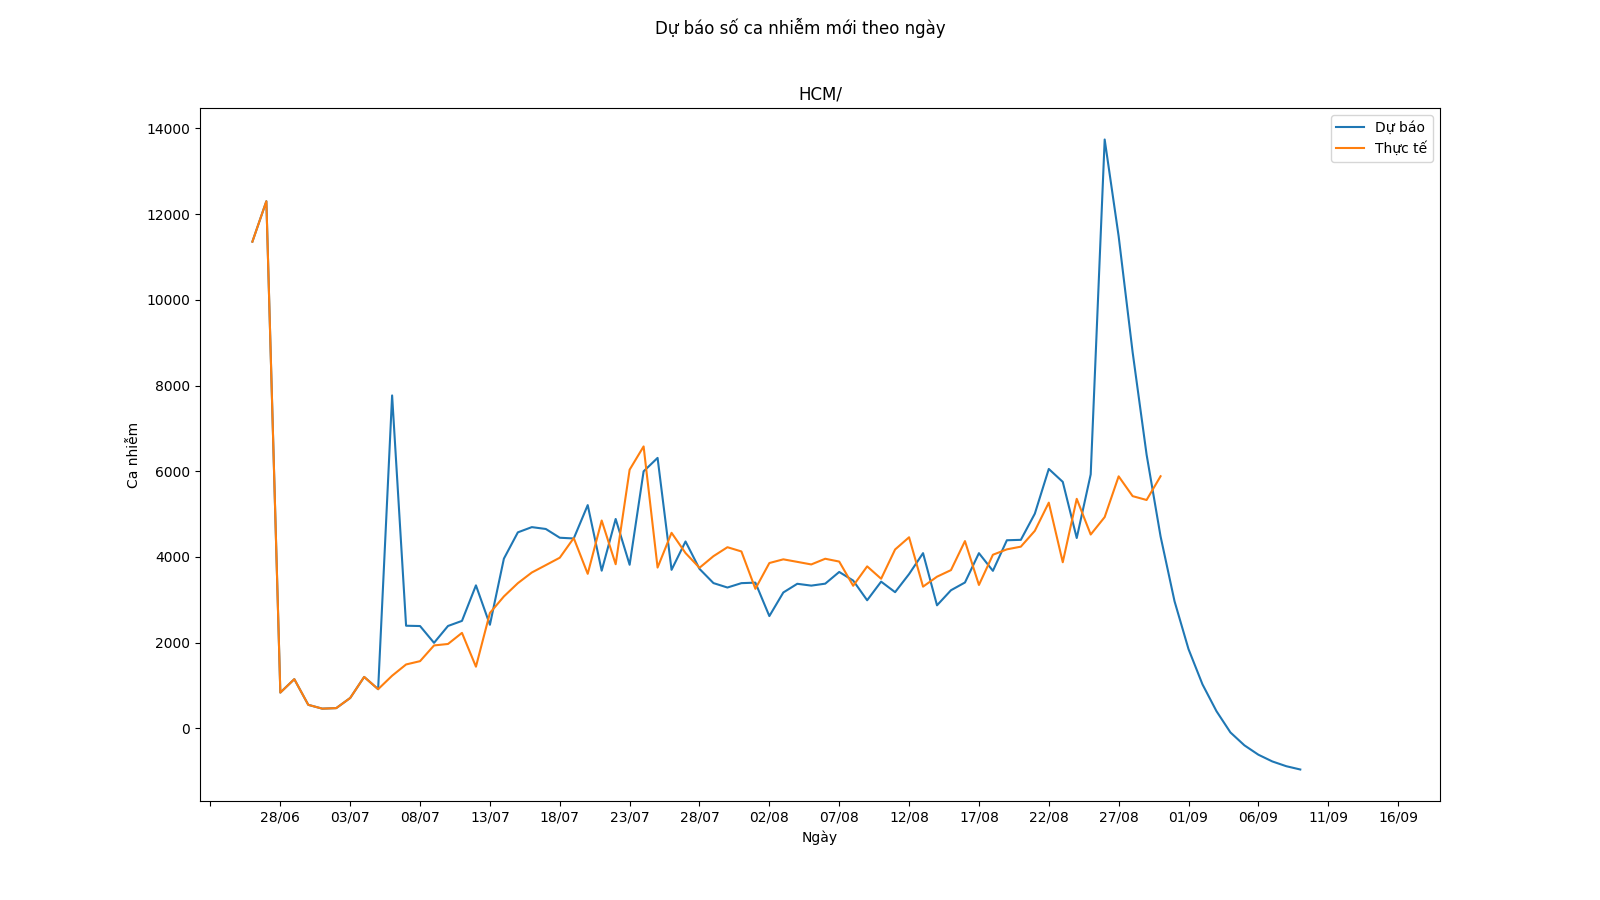 Dự báo số ca nhiễm mới theo ngày
HCM/
Dự báo
Thực tế
14000
12000
10000
8000
6000
4000
2000
0
Ca nhiễm
28/06 03/07 08/07 13/07 18/07 23/07 28/07 02/08 07/08 12/08 17/08 22/08 27/08 01/09 06/09 11/09 16/09
Ngày